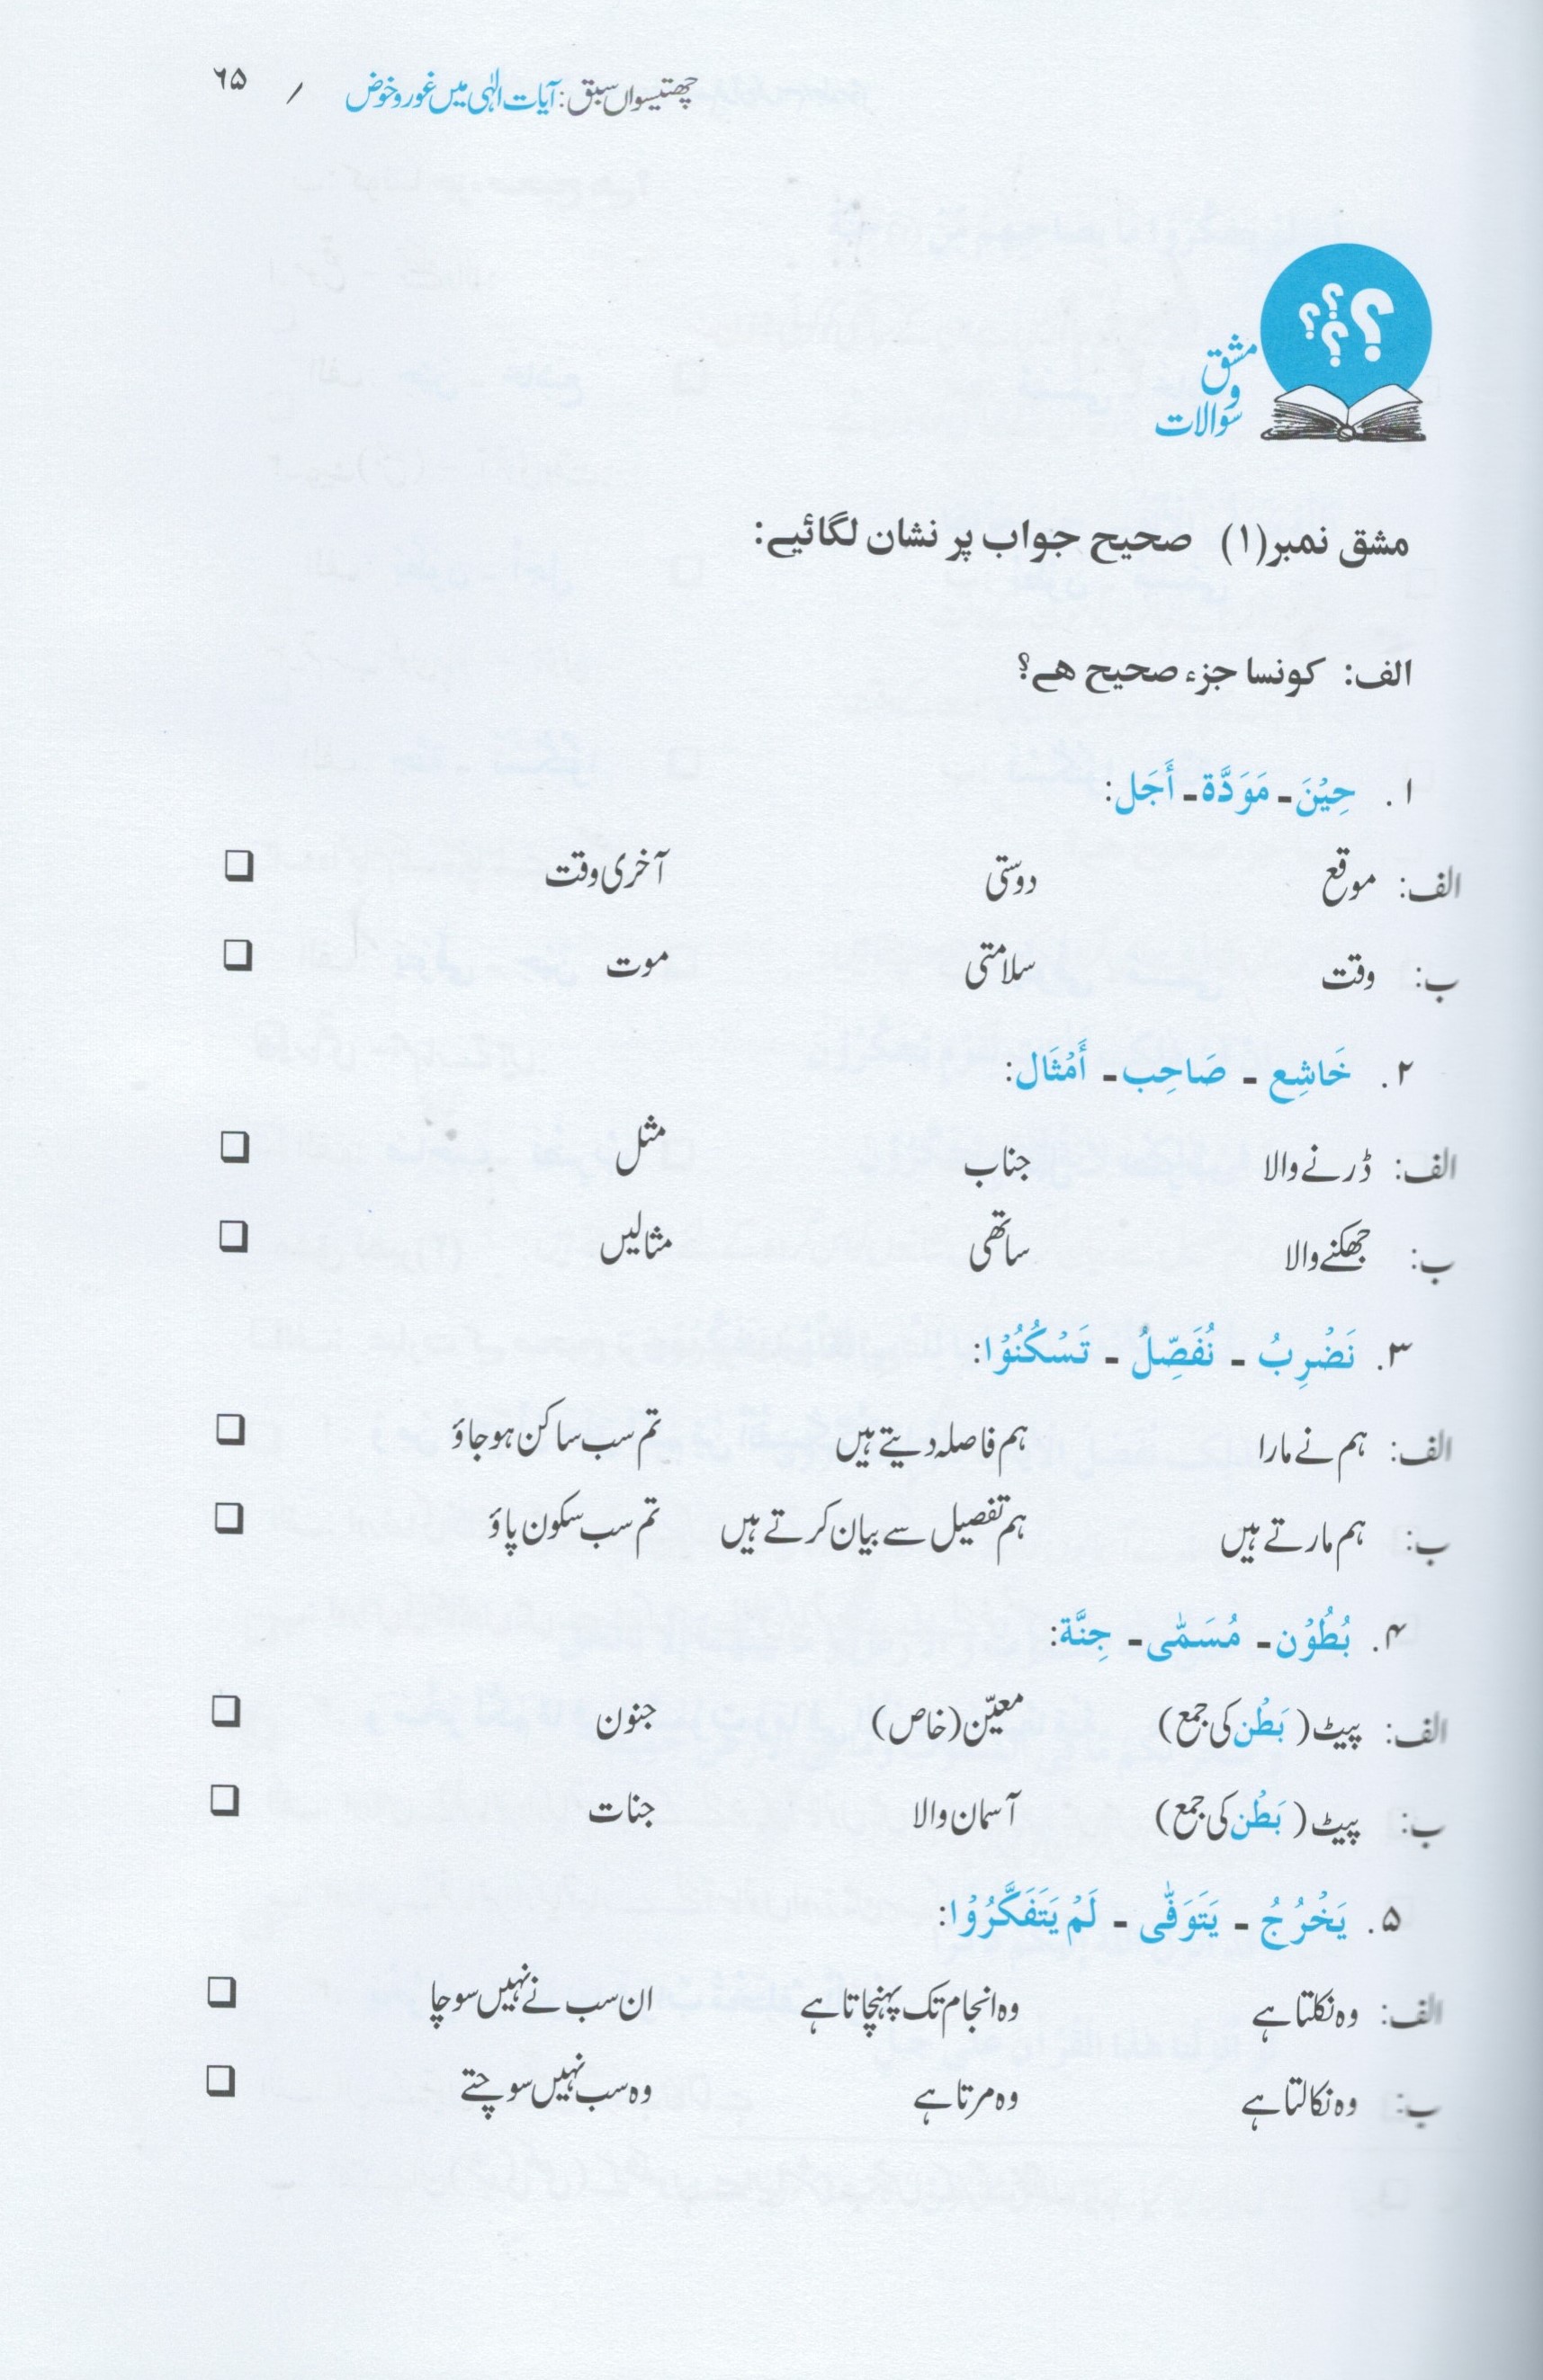 چھتیسواں سبق: آیات الٰہی میں غور و خوض / ۶۵
مشق
و
سوالات
مشق نمبر(۱) صحیح جواب پر نشان لگائیے:
الف: کونسا جزء صحیح ھے؟
۱. حِیْنَ ـ مَوَدَّة ـ أَجَل:
الف: موقع دوستی آخری وقت ❑
ب: وقت سلامتی موت ❑
۲. خَاشِع ـ صَاحِب ـ أَمْثَال:
الف: ڈرنے والا جناب مثل ❑
ب: جھکنے والا ساتھی مثالیں ❑
۳. نَضْرِبُ ـ نُفَصِّلُ ـ تَسْكُنُوْا:
الف: ہم نے مارا ہم فاصلہ دیتے ہیں تم سب ساکن ہو جاؤ ❑
ب: ہم مارتے ہیں ہم تفصیل سے بیان کرتے ہیں تم سب سکون پاؤ ❑
۴. بُطُوْن ـ مُسَمّٰى ـ جِنَّة:
الف: پیٹ (بَطْن کی جمع) معیّن (خاص) جنون ❑
ب: پیٹ (بَطْن کی جمع) آسمان والا جنات ❑
۵. یَخْرُجُ ـ یَتَوَفّٰى ـ لَمْ یَتَفَكَّرُوْا:
الف: وہ نکلتا ہے وہ انجام تک پہنچاتا ہے ان سب نے نہیں سوچا ❑
ب: وہ نکالتا ہے وہ مرتا ہے وہ سب نہیں سوچتے ❑